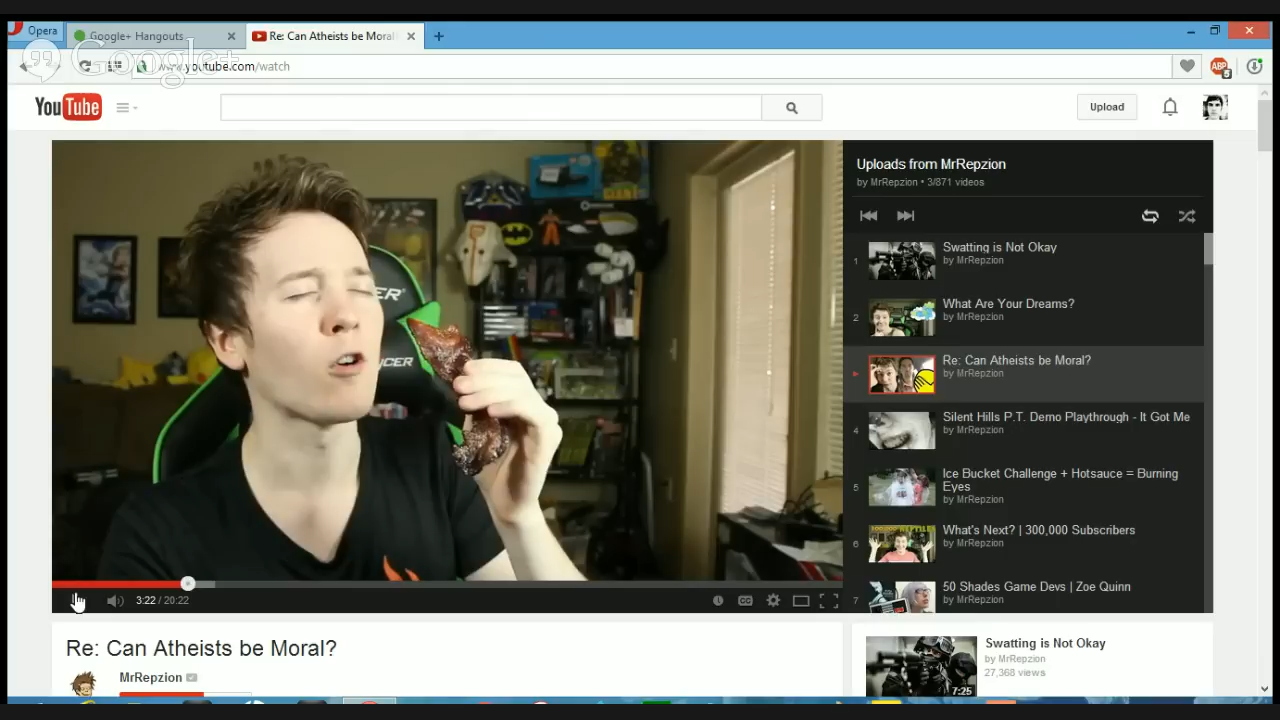 Opera
Google+ Hangouts
Re: Can Atheists be Moral
Google+
www.youtube.com/watch
ABP
5
YouTube
Upload
Uploads from MrRepzion
by MrRepzion • 3/871 videos
1
Swatting is Not Okay
by MrRepzion
2
What Are Your Dreams?
by MrRepzion
Re: Can Atheists be Moral?
by MrRepzion
4
Silent Hills P.T. Demo Playthrough - It Got Me
by MrRepzion
5
Ice Bucket Challenge + Hotsauce = Burning
Eyes
by MrRepzion
6
What's Next? | 300,000 Subscribers
by MrRepzion
7
50 Shades Game Devs | Zoe Quinn
by MrRepzion
3:22 / 20:22
CC
Re: Can Atheists be Moral?
MrRepzion
Swatting is Not Okay
by MrRepzion
27,368 views
7:25